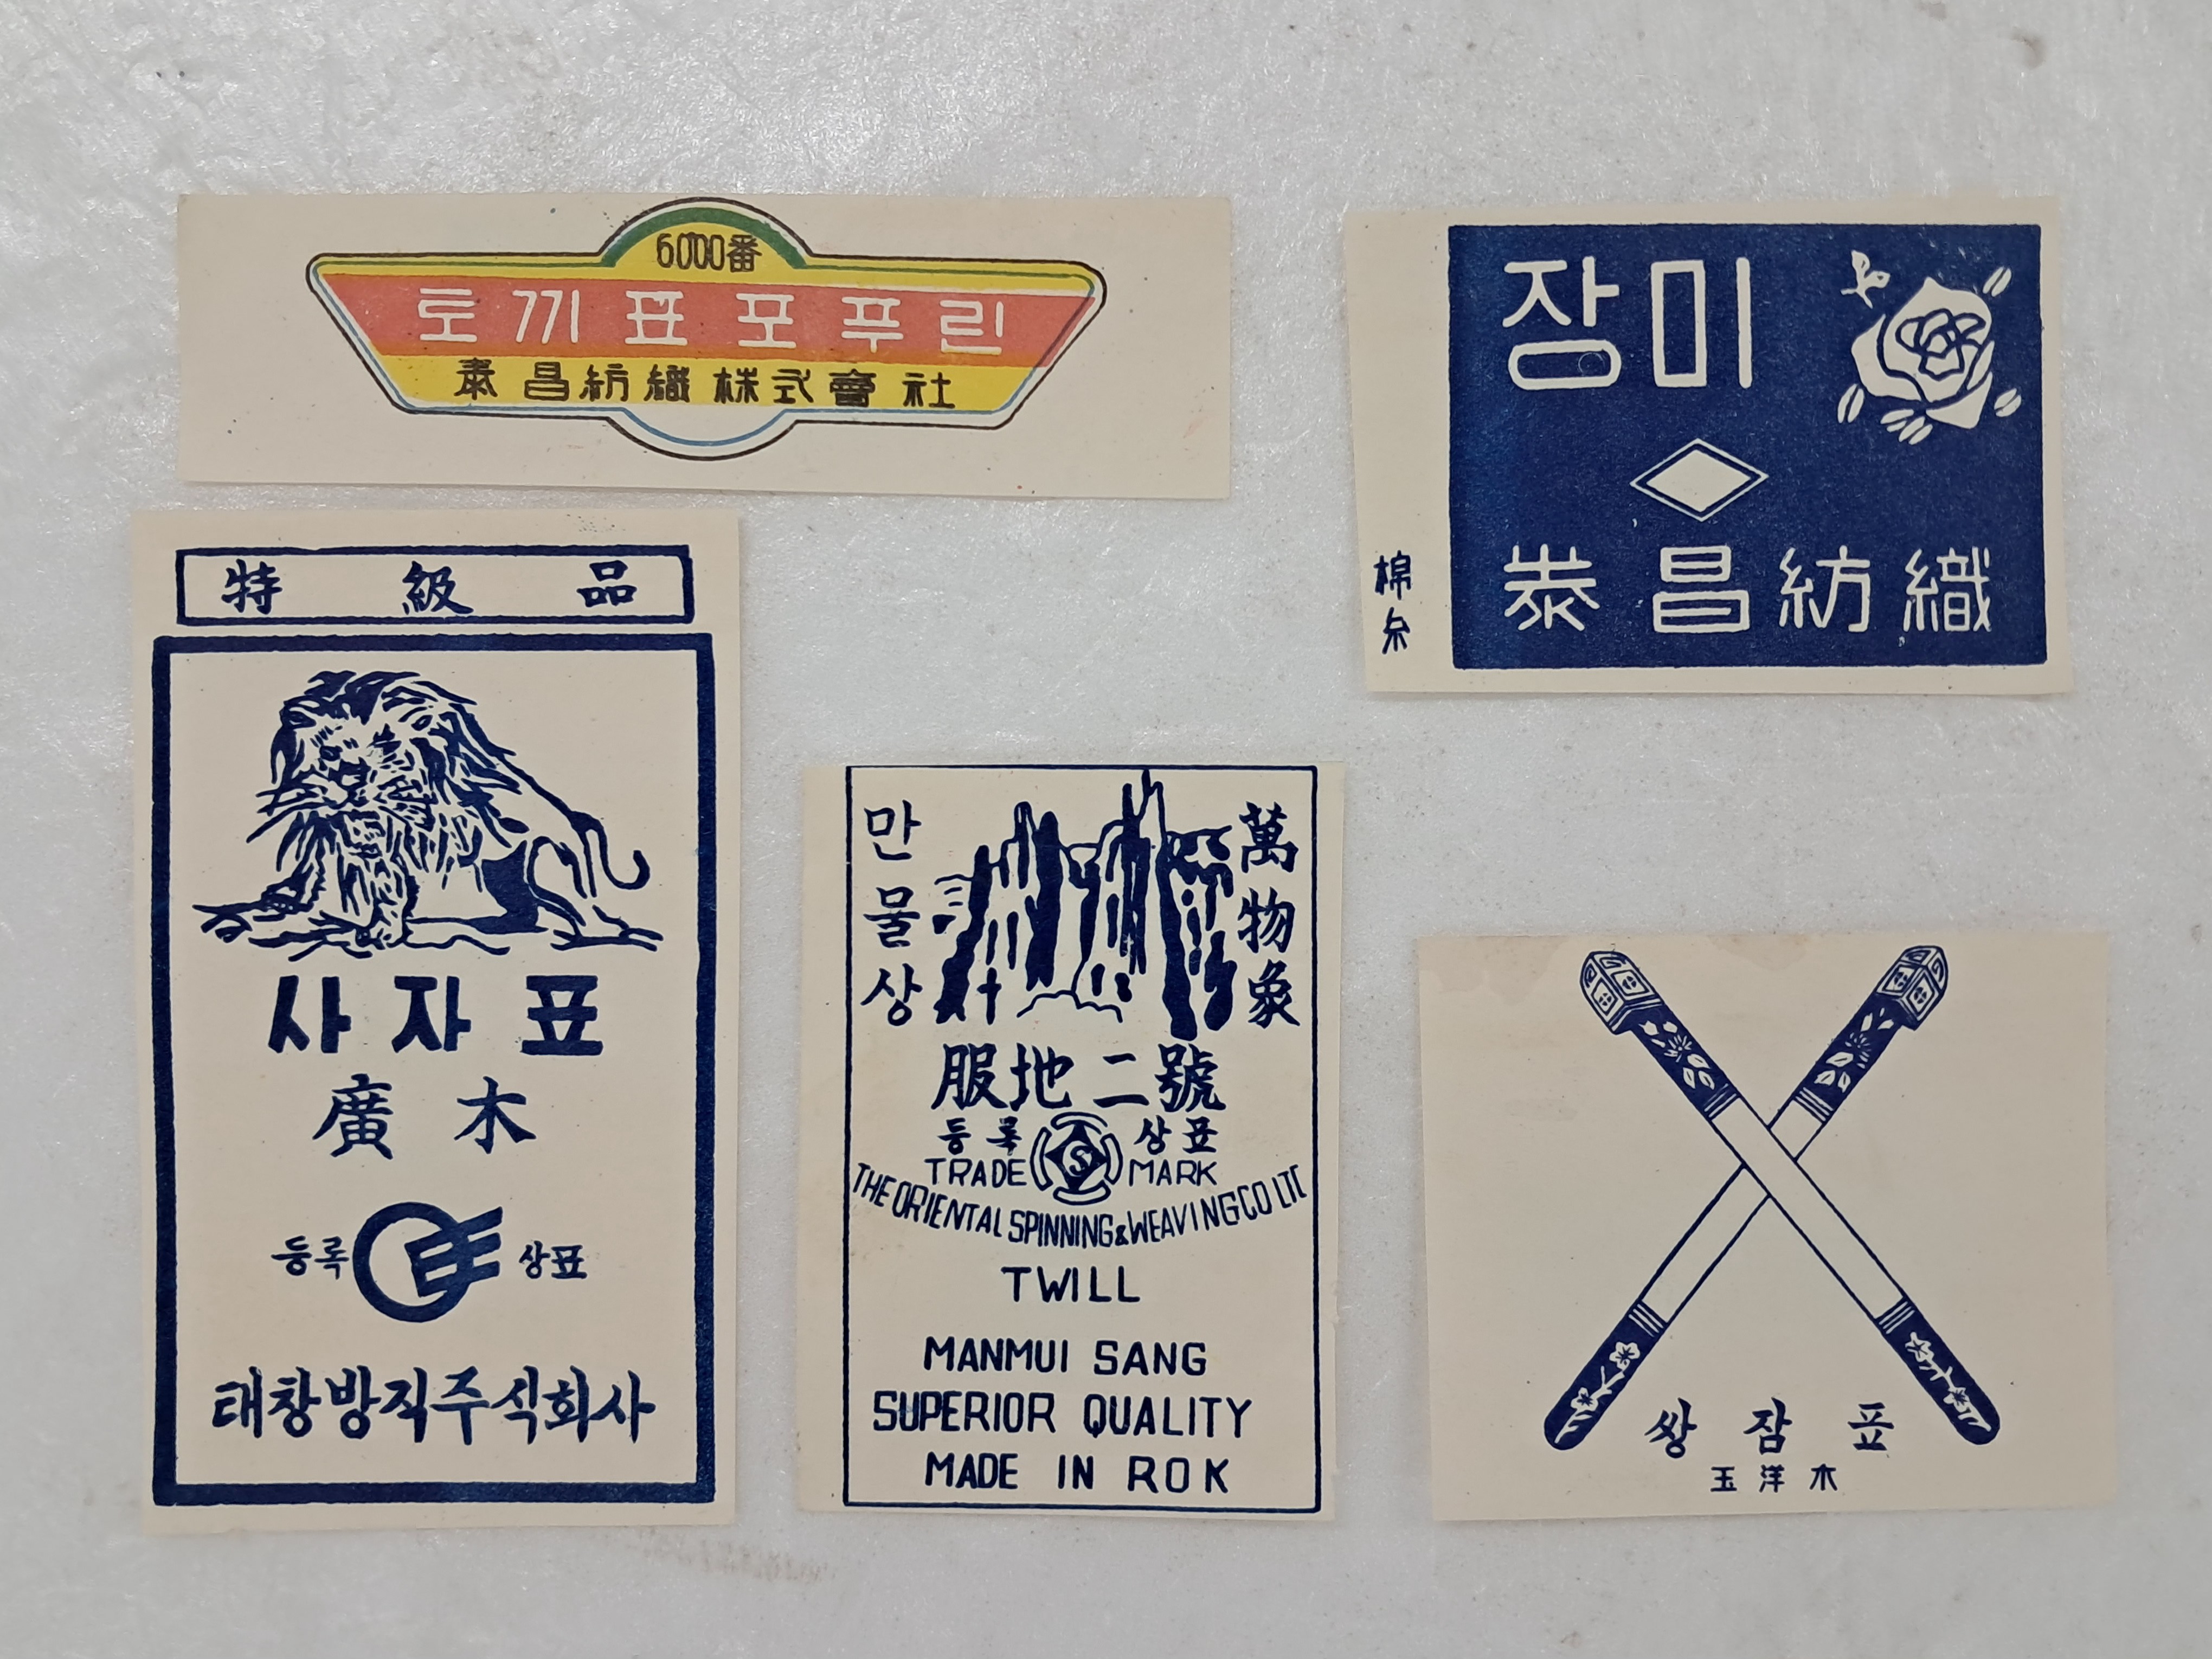 6000番
토끼표포푸린
泰昌紡織株式會社
장미
泰昌紡織
棉糸
特級品
사자표
廣木
등록 상표
태창방직주식회사
만물상
萬物象
服地二號
등록 상표
TRADE MARK
S
THE ORIENTAL SPINNING & WEAVING CO LTD
TWILL
MANMUI SANG
SUPERIOR QUALITY
MADE IN ROK
쌍잠표
玉洋木